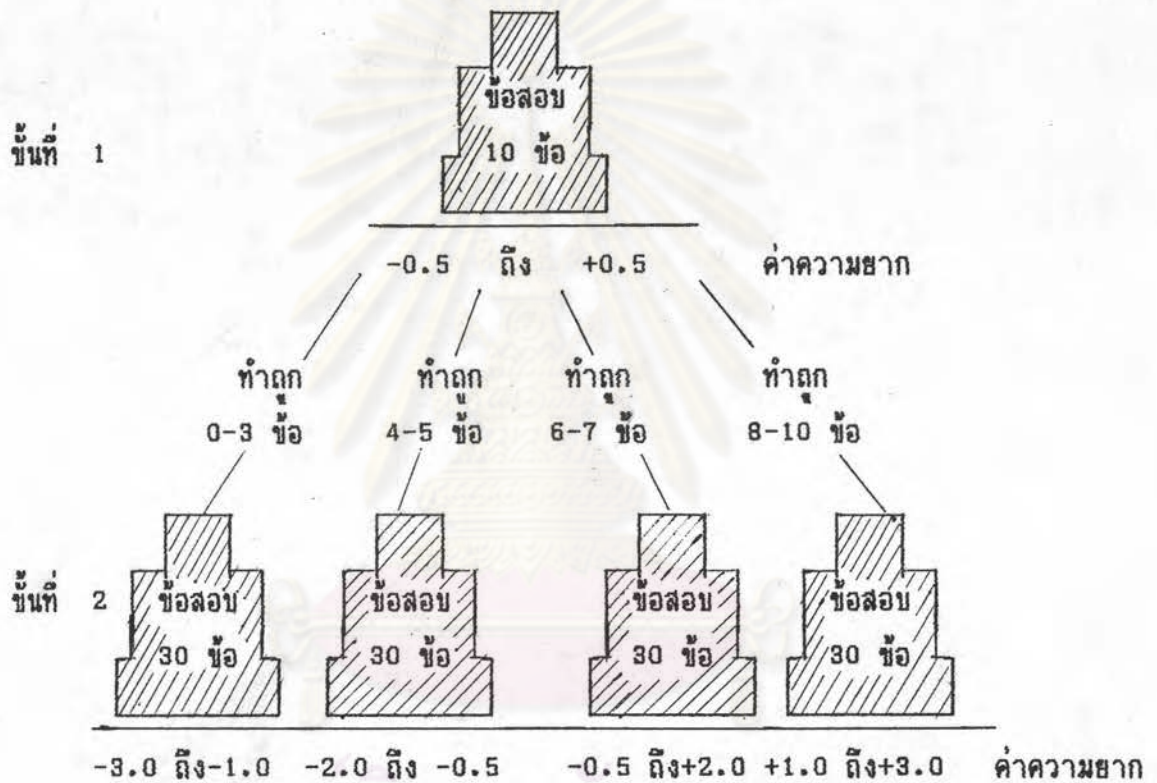 ข้อสอบ
ขั้นที่ 1
10 ข้อ
-0.5 ถึง +0.5 ค่าความยาก
ทำถูก ทำถูก ทำถูก ทำถูก
0-3 ข้อ 4-5 ข้อ 6-7 ข้อ 8-10 ข้อ
ขั้นที่ 2 ข้อสอบ ข้อสอบ ข้อสอบ ข้อสอบ
30 ข้อ 30 ข้อ 30 ข้อ 30 ข้อ
-3.0 ถึง-1.0 -2.0 ถึง -0.5 -0.5 ถึง+2.0 +1.0 ถึง+3.0 ค่าความยาก